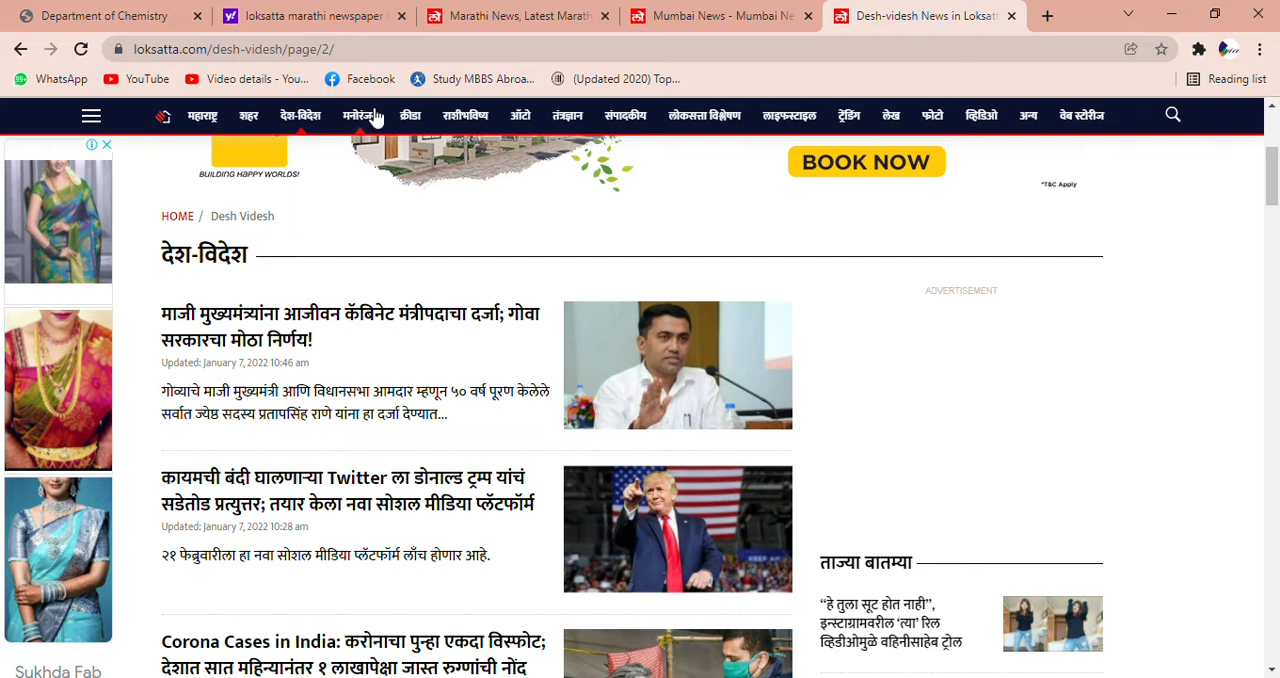 Department of Chemistry
loksatta marathi newspaper
Marathi News, Latest Marath
Mumbai News - Mumbai Ne
Desh-videsh News in Loksatt
loksatta.com/desh-videsh/page/2/
WhatsApp
YouTube
Video details - You...
Facebook
Study MBBS Abroa...
(Updated 2020) Top...
Reading list
महाराष्ट्र
शहर
देश-विदेश
मनोरंज
क्रीडा
राशीभविष्य
ऑटो
तंत्रज्ञान
संपादकीय
लोकसत्ता विश्लेषण
लाइफस्टाइल
ट्रेंडिंग
लेख
फोटो
व्हिडिओ
अन्य
वेब स्टोरीज
BUILDING HAPPY WORLDS!
BOOK NOW
*T&C Apply
HOME / Desh Videsh
देश-विदेश
ADVERTISEMENT
माजी मुख्यमंत्र्यांना आजीवन कॅबिनेट मंत्रीपदाचा दर्जा; गोवा
सरकारचा मोठा निर्णय!
Updated: January 7, 2022 10:46 am
गोव्याचे माजी मुख्यमंत्री आणि विधानसभा आमदार म्हणून ५० वर्ष पूरण केलेले
सर्वात ज्येष्ठ सदस्य प्रतापसिंह राणे यांना हा दर्जा देण्यात...
कायमची बंदी घालणाऱ्या Twitter ला डोनाल्ड ट्रम्प यांचं
सडेतोड प्रत्युत्तर; तयार केला नवा सोशल मीडिया प्लॅटफॉर्म
Updated: January 7, 2022 10:28 am
२१ फेब्रुवारीला हा नवा सोशल मीडिया प्लॅटफॉर्म लाँच होणार आहे.
Corona Cases in India: करोनाचा पुन्हा एकदा विस्फोट;
देशात सात महिन्यानंतर १ लाखापेक्षा जास्त रुग्णांची नोंद
ताज्या बातम्या
“हे तुला सूट होत नाही”,
इन्स्टाग्रामवरील ‘त्या’ रिल
व्हिडीओमुळे वहिनीसाहेब ट्रोल
Sukhda Fab